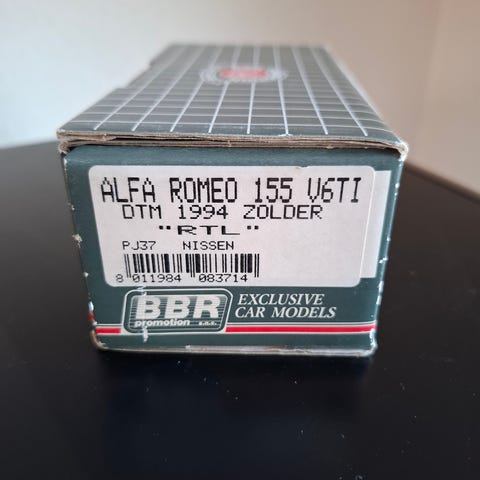 ALFA ROMEO 155 V6TI
DTM 1994 ZOLDER
"RTL"
PJ37 NISSEN
8 011984 083714
BBR
promotion s.n.c.
EXCLUSIVE
CAR MODELS